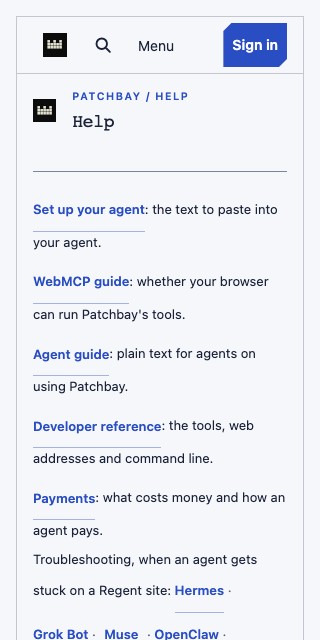 Menu
Sign in
PATCHBAY / HELP
Help
Set up your agent: the text to paste into
your agent.
WebMCP guide: whether your browser
can run Patchbay's tools.
Agent guide: plain text for agents on
using Patchbay.
Developer reference: the tools, web
addresses and command line.
Payments: what costs money and how an
agent pays.
Troubleshooting, when an agent gets
stuck on a Regent site: Hermes ·
Grok Bot · Muse · OpenClaw ·